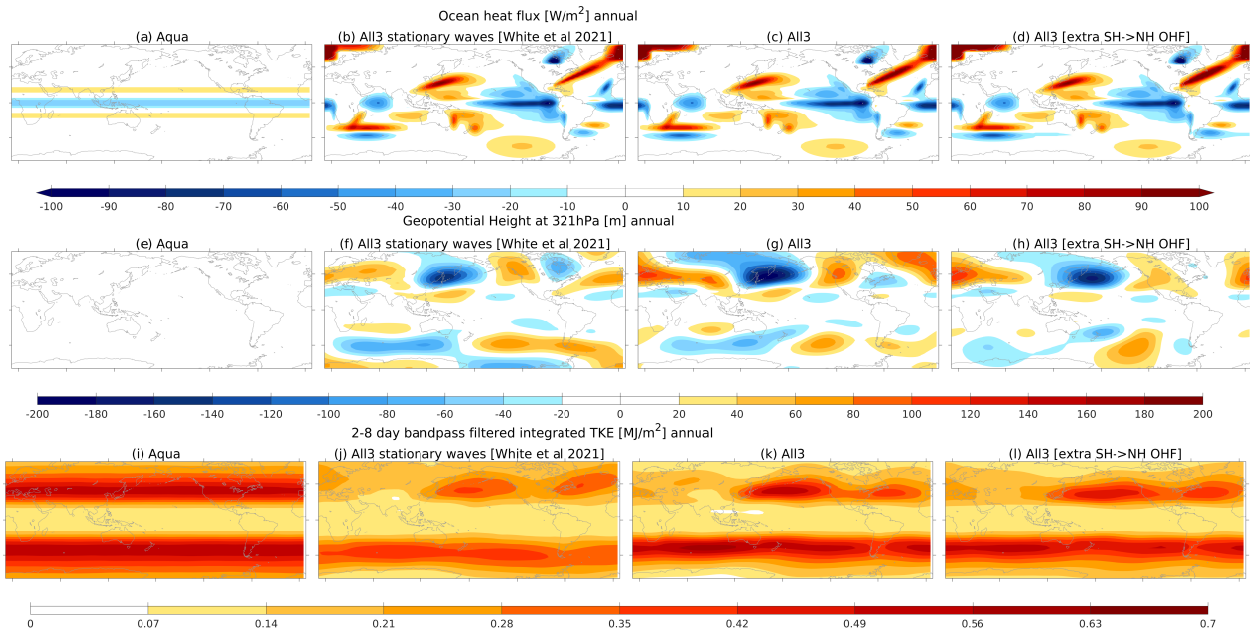 Ocean heat flux [W/m2] annual
(a) Aqua (b) All3 stationary waves [White et al 2021] (c) All3 (d) All3 [extra SH->NH OHF]
-100 -90 -80 -70 -60 -50 -40 -30 -20 -10 0 10 20 30 40 50 60 70 80 90 100
Geopotential Height at 321hPa [m] annual
(e) Aqua (f) All3 stationary waves [White et al 2021] (g) All3 (h) All3 [extra SH->NH OHF]
-200 -180 -160 -140 -120 -100 -80 -60 -40 -20 0 20 40 60 80 100 120 140 160 180 200
2-8 day bandpass filtered integrated TKE [MJ/m2] annual
(i) Aqua (j) All3 stationary waves [White et al 2021] (k) All3 (l) All3 [extra SH->NH OHF]
0 0.07 0.14 0.21 0.28 0.35 0.42 0.49 0.56 0.63 0.7